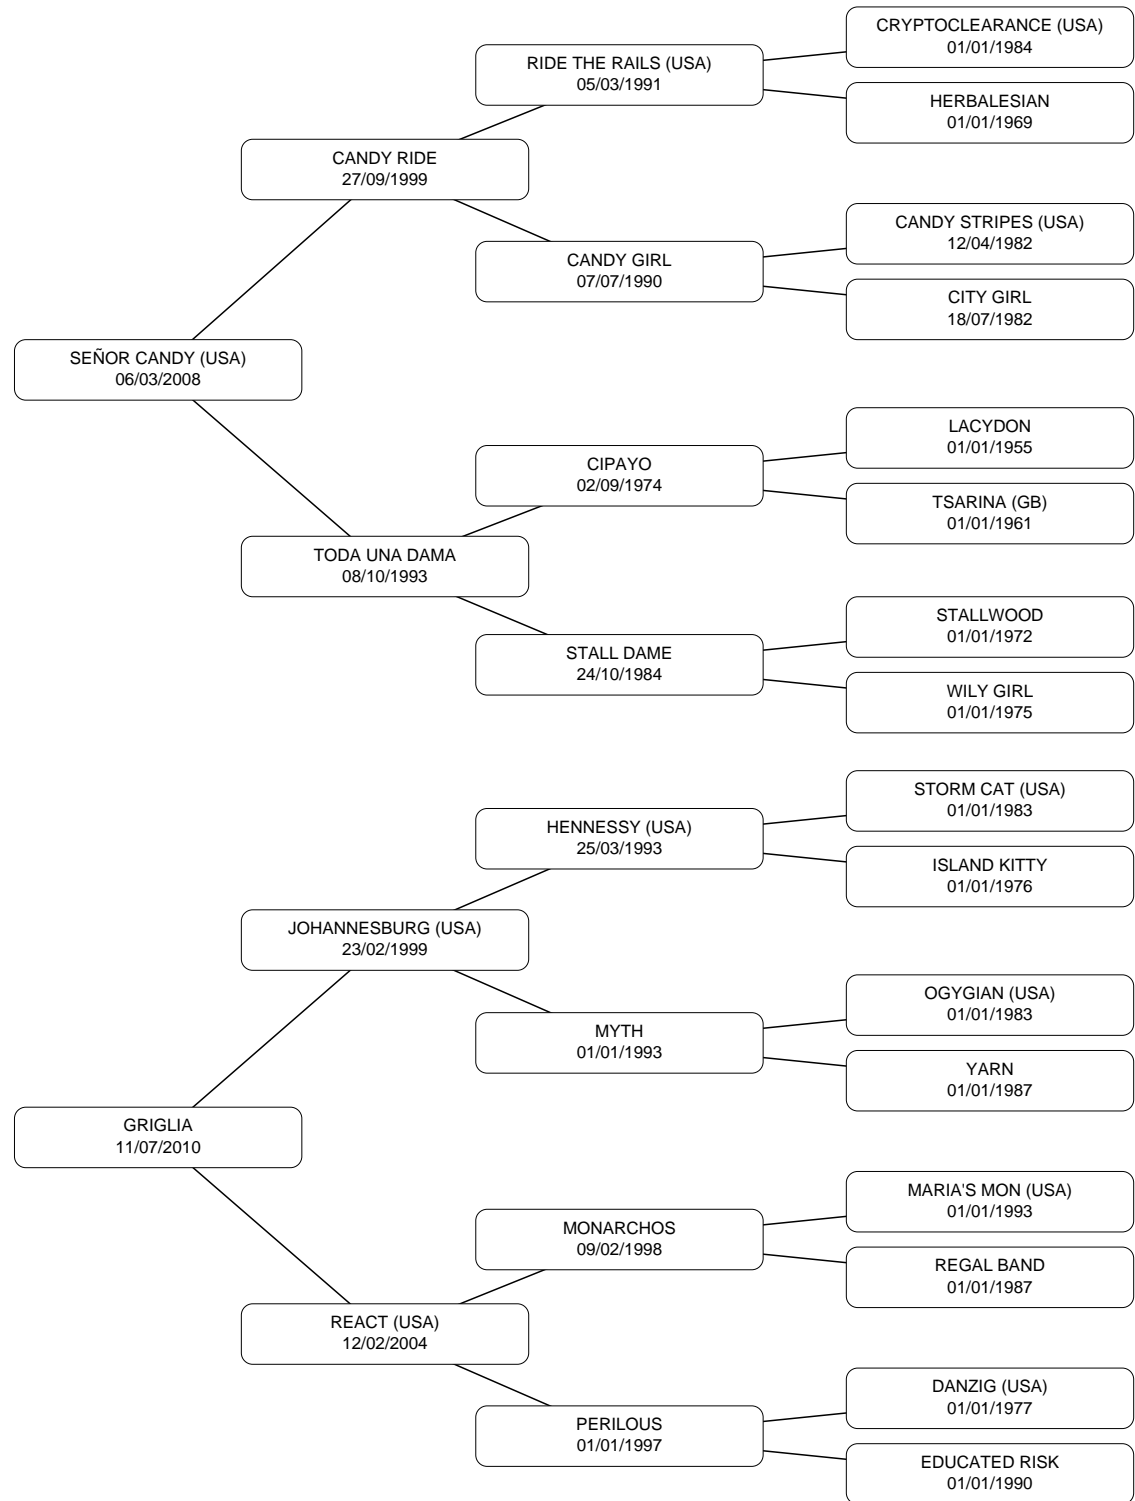 CRYPTOCLEARANCE (USA)
01/01/1984
RIDE THE RAILS (USA)
05/03/1991
HERBALESIAN
01/01/1969
CANDY RIDE
27/09/1999
CANDY STRIPES (USA)
12/04/1982
CANDY GIRL
07/07/1990
CITY GIRL
18/07/1982
SEÑOR CANDY (USA)
06/03/2008
LACYDON
01/01/1955
CIPAYO
02/09/1974
TSARINA (GB)
01/01/1961
TODA UNA DAMA
08/10/1993
STALLWOOD
01/01/1972
STALL DAME
24/10/1984
WILY GIRL
01/01/1975
STORM CAT (USA)
01/01/1983
HENNESSY (USA)
25/03/1993
ISLAND KITTY
01/01/1976
JOHANNESBURG (USA)
23/02/1999
OGYGIAN (USA)
01/01/1983
MYTH
01/01/1993
YARN
01/01/1987
GRIGLIA
11/07/2010
MARIA'S MON (USA)
01/01/1993
MONARCHOS
09/02/1998
REGAL BAND
01/01/1987
REACT (USA)
12/02/2004
DANZIG (USA)
01/01/1977
PERILOUS
01/01/1997
EDUCATED RISK
01/01/1990